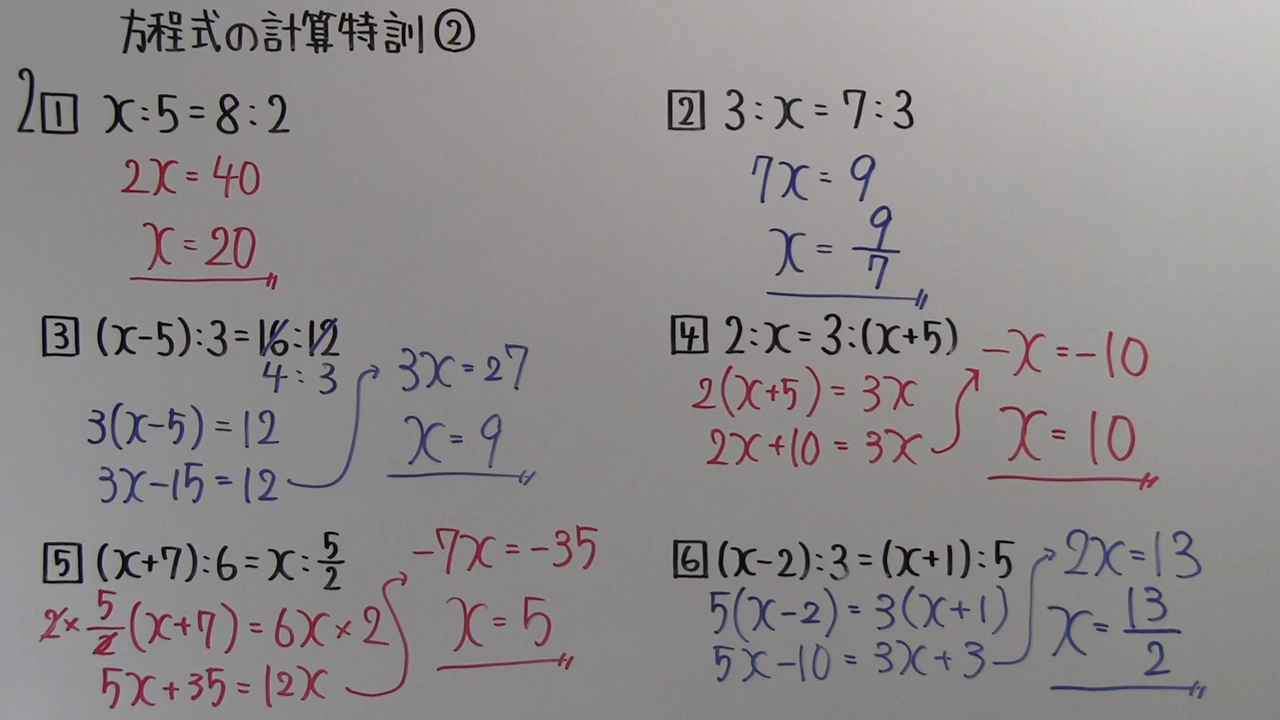 方程式の計算特訓②
2 1 x:5=8:2
2x=40
x=20
2 3:x=7:3
7x=9
x=9/7
3 (x-5):3=16:12
4:3
3(x-5)=12
3x-15=12
3x=27
x=9
4 2:x=3:(x+5)
2(x+5)=3x
2x+10=3x
-x=-10
x=10
5 (x+7):6=x:5/2
2×5/2(x+7)=6x×2
5x+35=12x
-7x=-35
x=5
6 (x-2):3=(x+1):5
5(x-2)=3(x+1)
5x-10=3x+3
2x=13
x=13/2